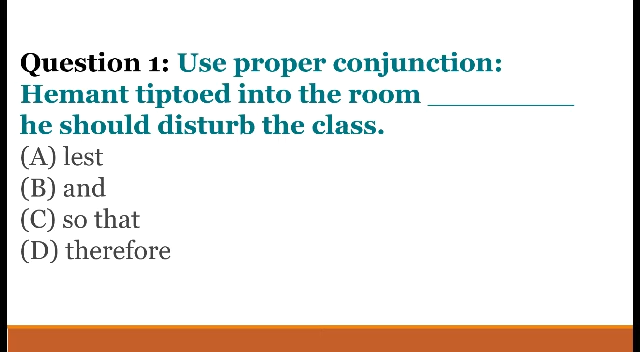 Question 1: Use proper conjunction:
Hemant tiptoed into the room __________
he should disturb the class.
(A) lest
(B) and
(C) so that
(D) therefore